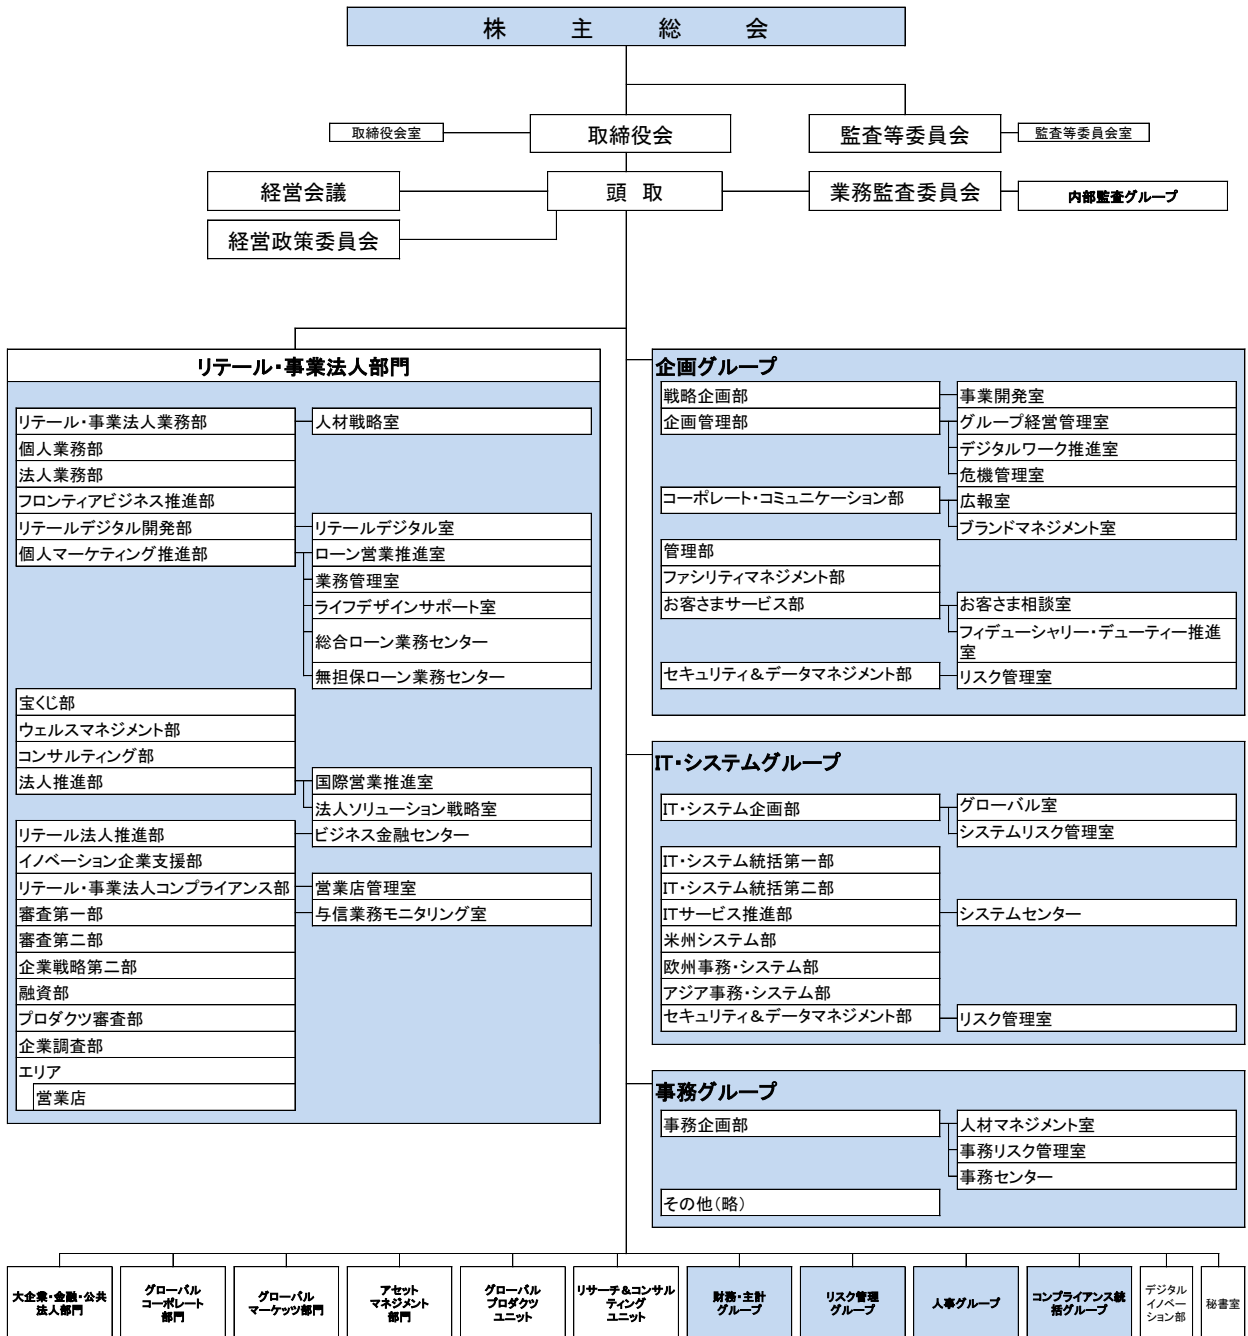 株 主 総 会
取締役会室
取締役会
監査等委員会
監査等委員会室
経営会議
頭 取
業務監査委員会
内部監査グループ
経営政策委員会
リテール・事業法人部門
リテール・事業法人業務部
人材戦略室
個人業務部
法人業務部
フロンティアビジネス推進部
リテールデジタル開発部
リテールデジタル室
個人マーケティング推進部
ローン営業推進室
業務管理室
ライフデザインサポート室
総合ローン業務センター
無担保ローン業務センター
宝くじ部
ウェルスマネジメント部
コンサルティング部
法人推進部
国際営業推進室
法人ソリューション戦略室
リテール法人推進部
ビジネス金融センター
イノベーション企業支援部
リテール・事業法人コンプライアンス部
営業店管理室
審査第一部
与信業務モニタリング室
審査第二部
企業戦略第二部
融資部
プロダクツ審査部
企業調査部
エリア
営業店
企画グループ
戦略企画部
事業開発室
企画管理部
グループ経営管理室
デジタルワーク推進室
危機管理室
コーポレート・コミュニケーション部
広報室
ブランドマネジメント室
管理部
ファシリティマネジメント部
お客さまサービス部
お客さま相談室
フィデューシャリー・デューティー推進
室
セキュリティ&データマネジメント部
リスク管理室
IT・システムグループ
IT・システム企画部
グローバル室
システムリスク管理室
IT・システム統括第一部
IT・システム統括第二部
ITサービス推進部
システムセンター
米州システム部
欧州事務・システム部
アジア事務・システム部
セキュリティ&データマネジメント部
リスク管理室
事務グループ
事務企画部
人材マネジメント室
事務リスク管理室
事務センター
その他(略)
大企業・金融・公共
法人部門
グローバル
コーポレート
部門
グローバル
マーケッツ部門
アセット
マネジメント
部門
グローバル
プロダクツ
ユニット
リサーチ&コンサル
ティング
ユニット
財務・主計
グループ
リスク管理
グループ
人事グループ
コンプライアンス統
括グループ
デジタル
イノベー
ション部
秘書室